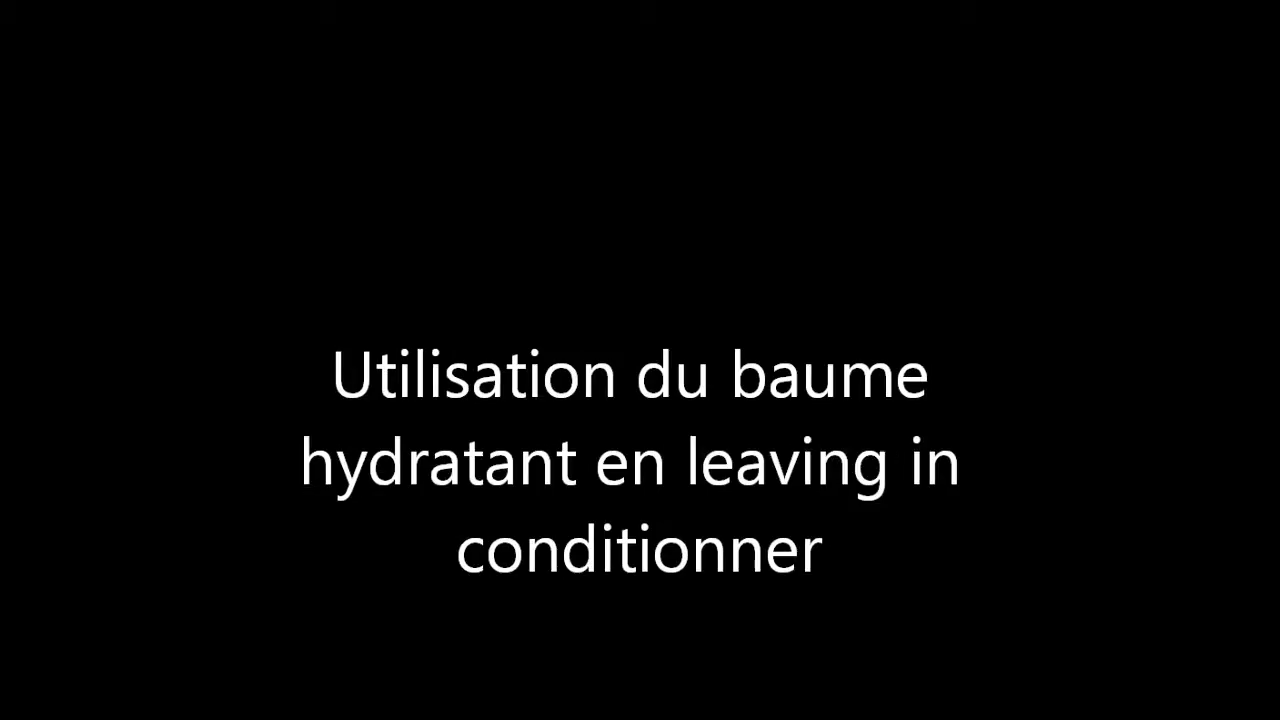 Utilisation du baume
hydratant en leaving in
conditionner